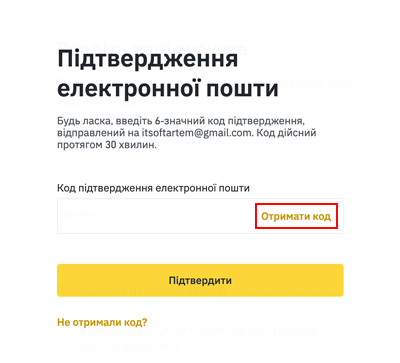 Підтвердження
електронної пошти
Будь ласка, введіть 6-значний код підтвердження,
відправлений на itsoftartem@gmail.com. Код дійсний
протягом 30 хвилин.
Код підтвердження електронної пошти
Отримати код
Підтвердити
Не отримали код?